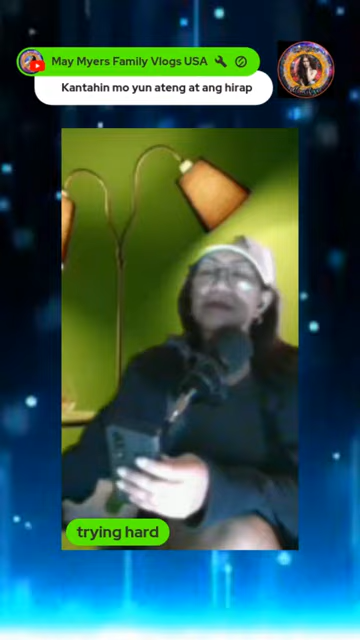 May Myers Family Vlogs USA
Kantahin mo yun ateng at ang hirap
trying hard